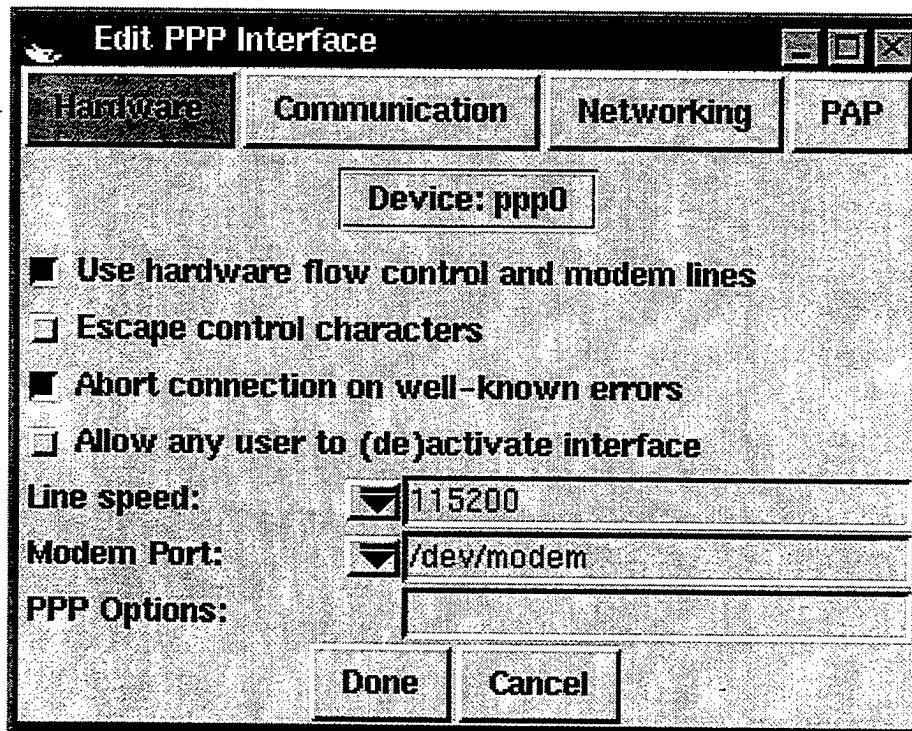 Edit PPP Interface
Hardware Communication Networking PAP
Device: ppp0
Use hardware flow control and modem lines
Escape control characters
Abort connection on well-known errors
Allow any user to (de)activate interface
Line speed: 115200
Modem Port: /dev/modem
PPP Options:
Done Cancel